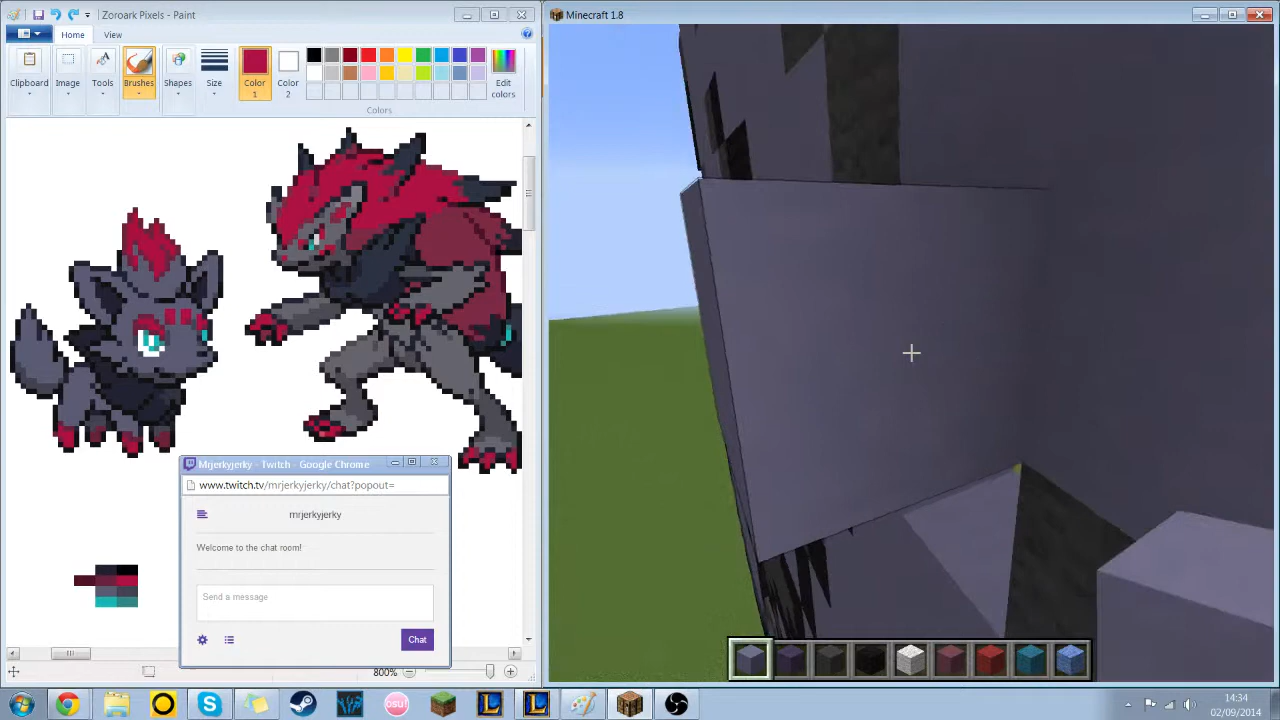 Zoroark Pixels - Paint
Home View
Clipboard
Image
Tools
Brushes
Shapes
Size
Color 1
Color 2
Edit colors
Colors
Mrjerkyjerky - Twitch - Google Chrome
www.twitch.tv/mrjerkyjerky/chat?popout=
mrjerkyjerky
Welcome to the chat room!
Send a message
Chat
800%
Minecraft 1.8
osu!
14:34
02/09/2014